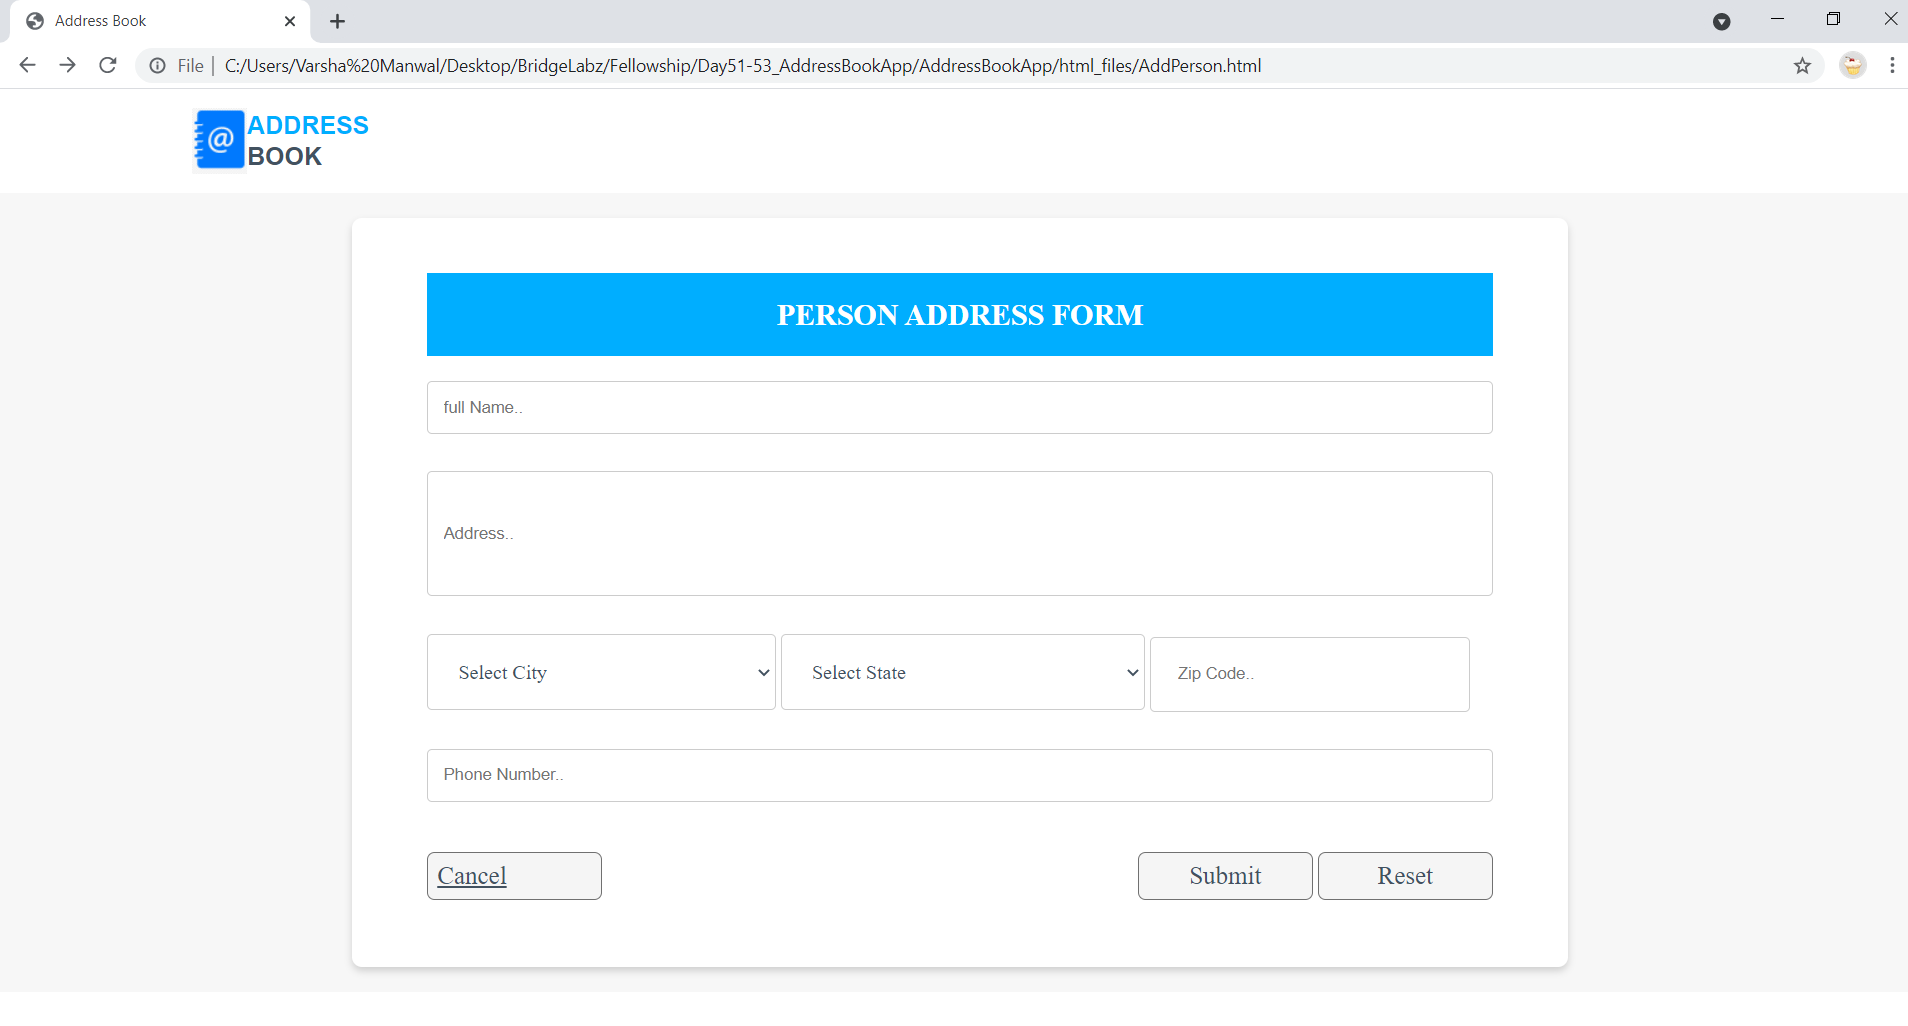 Address Book
File | C:/Users/Varsha%20Manwal/Desktop/BridgeLabz/Fellowship/Day51-53_AddressBookApp/AddressBookApp/html_files/AddPerson.html
@
ADDRESS
BOOK
PERSON ADDRESS FORM
full Name..
Address..
Select City Select State Zip Code..
Phone Number..
Cancel Submit Reset